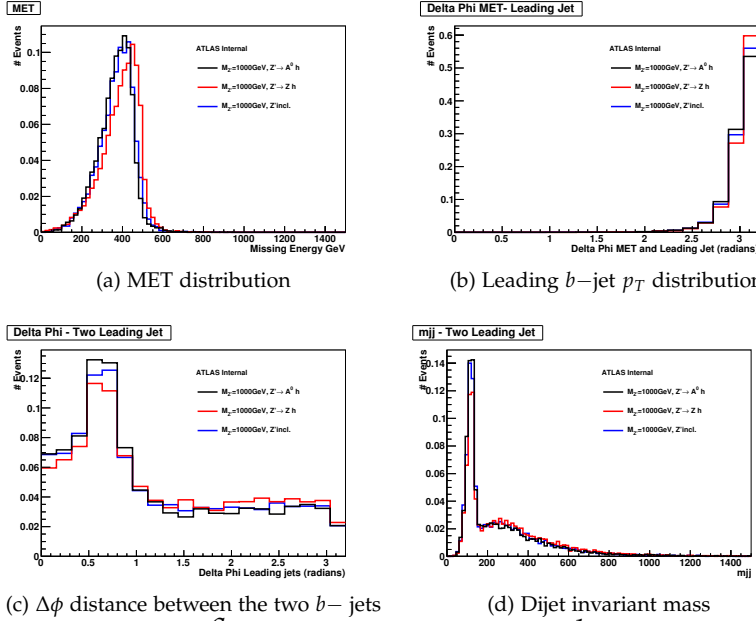 MET
# Events
0.1
0.08
0.06
0.04
0.02
0
0 200 400 600 800 1000 1200 1400
Missing Energy GeV
ATLAS Internal
M_Z=1000GeV, Z'→ A⁰ h
M_Z=1000GeV, Z'→ Z h
M_Z=1000GeV, Z'incl.
(a) MET distribution
Delta Phi MET- Leading Jet
# Events
0.6
0.5
0.4
0.3
0.2
0.1
0
0 0.5 1 1.5 2 2.5 3
Delta Phi MET and Leading Jet (radians)
ATLAS Internal
M_Z=1000GeV, Z'→ A⁰ h
M_Z=1000GeV, Z'→ Z h
M_Z=1000GeV, Z'incl.
(b) Leading b−jet p_T distribution
Delta Phi - Two Leading Jet
# Events
0.12
0.1
0.08
0.06
0.04
0.02
0
0 0.5 1 1.5 2 2.5 3
Delta Phi Leading jets (radians)
ATLAS Internal
M_Z=1000GeV, Z'→ A⁰ h
M_Z=1000GeV, Z'→ Z h
M_Z=1000GeV, Z'incl.
(c) Δϕ distance between the two b− jets
mjj - Two Leading Jet
# Events
0.14
0.12
0.1
0.08
0.06
0.04
0.02
0
0 200 400 600 800 1000 1200 1400
mjj
ATLAS Internal
M_Z=1000GeV, Z'→ A⁰ h
M_Z=1000GeV, Z'→ Z h
M_Z=1000GeV, Z'incl.
(d) Dijet invariant mass